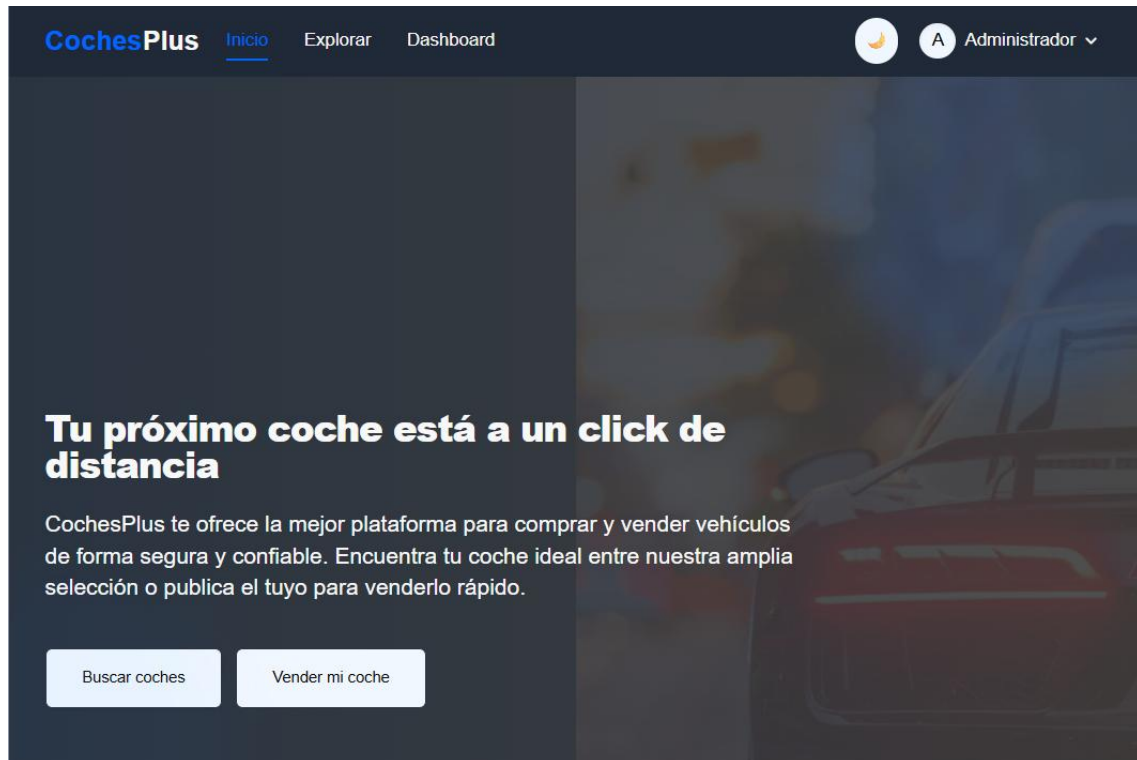 CochesPlus Inicio Explorar Dashboard A Administrador
Tu próximo coche está a un click de
distancia
CochesPlus te ofrece la mejor plataforma para comprar y vender vehículos
de forma segura y confiable. Encuentra tu coche ideal entre nuestra amplia
selección o publica el tuyo para venderlo rápido.
Buscar coches Vender mi coche